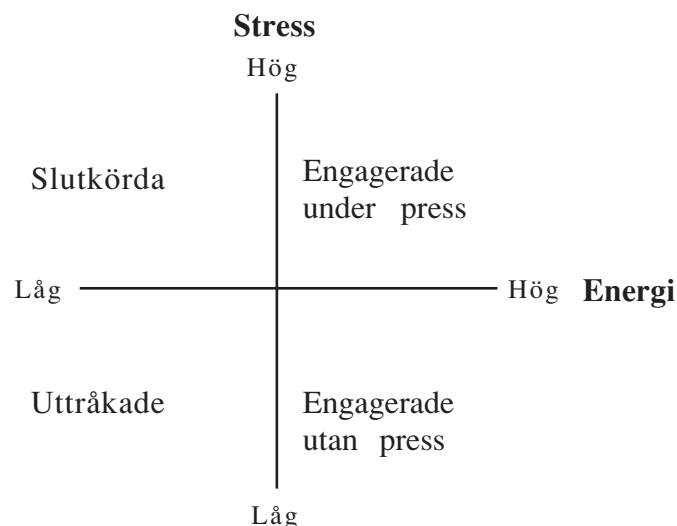 Stress
Hög
Slutkörda
Engagerade
under press
Låg
Hög Energi
Uttråkade
Engagerade
utan press
Låg